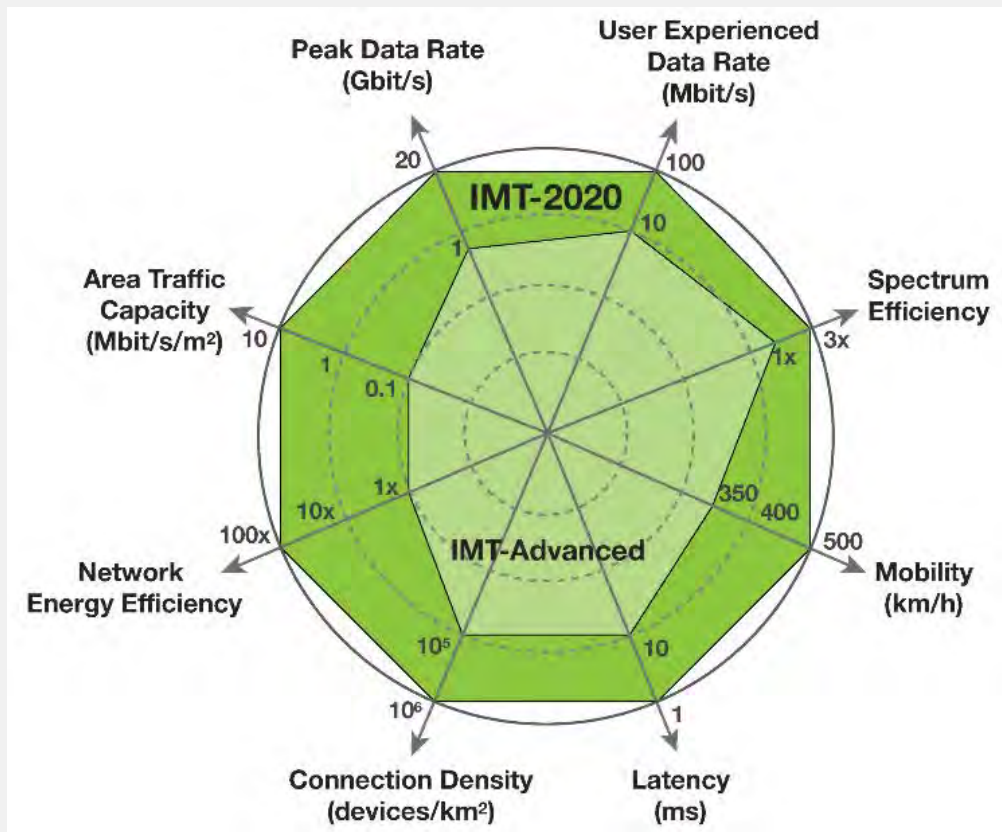 Peak Data Rate
(Gbit/s)
User Experienced
Data Rate
(Mbit/s)
20
100
IMT-2020
1
10
Area Traffic
Capacity
(Mbit/s/m²)
Spectrum
Efficiency
10
1
0.1
1x
3x
1x
10x
100x
350
400
500
IMT-Advanced
Network
Energy Efficiency
Mobility
(km/h)
10⁵
10
10⁶
1
Connection Density
(devices/km²)
Latency
(ms)